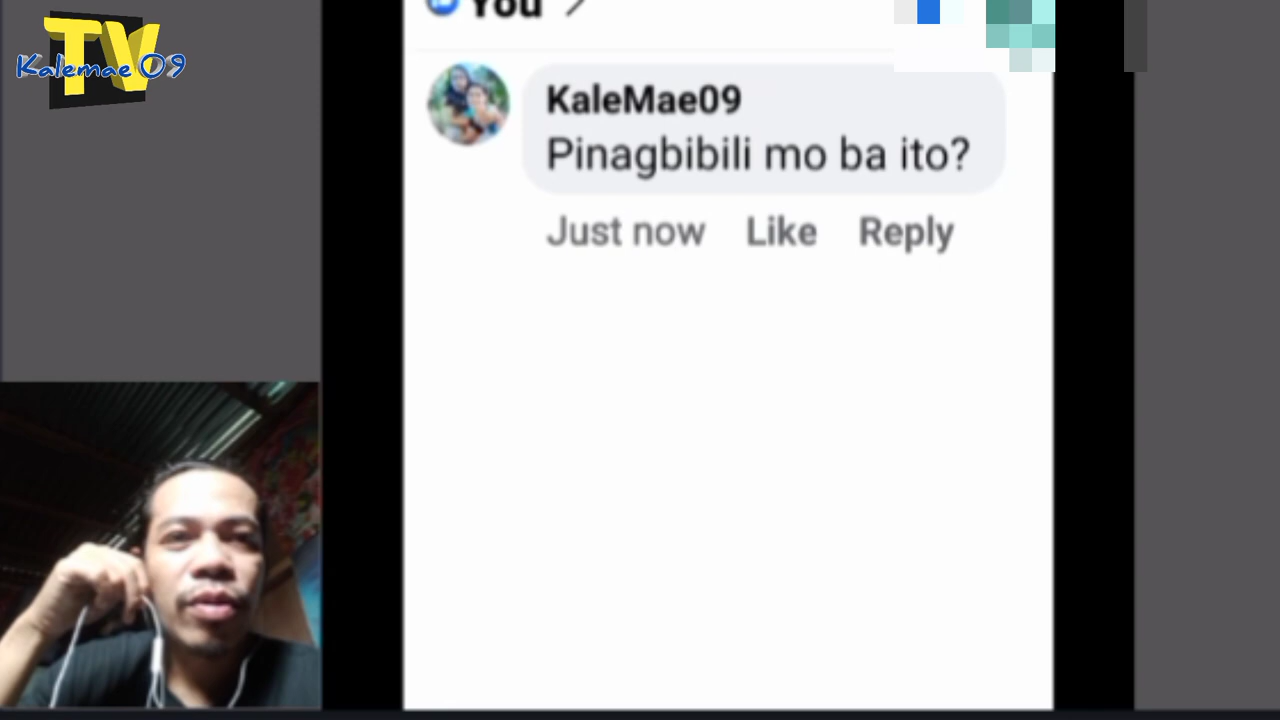 TV
Kalemae 09
You
KaleMae09
Pinagbibili mo ba ito?
Just now Like Reply